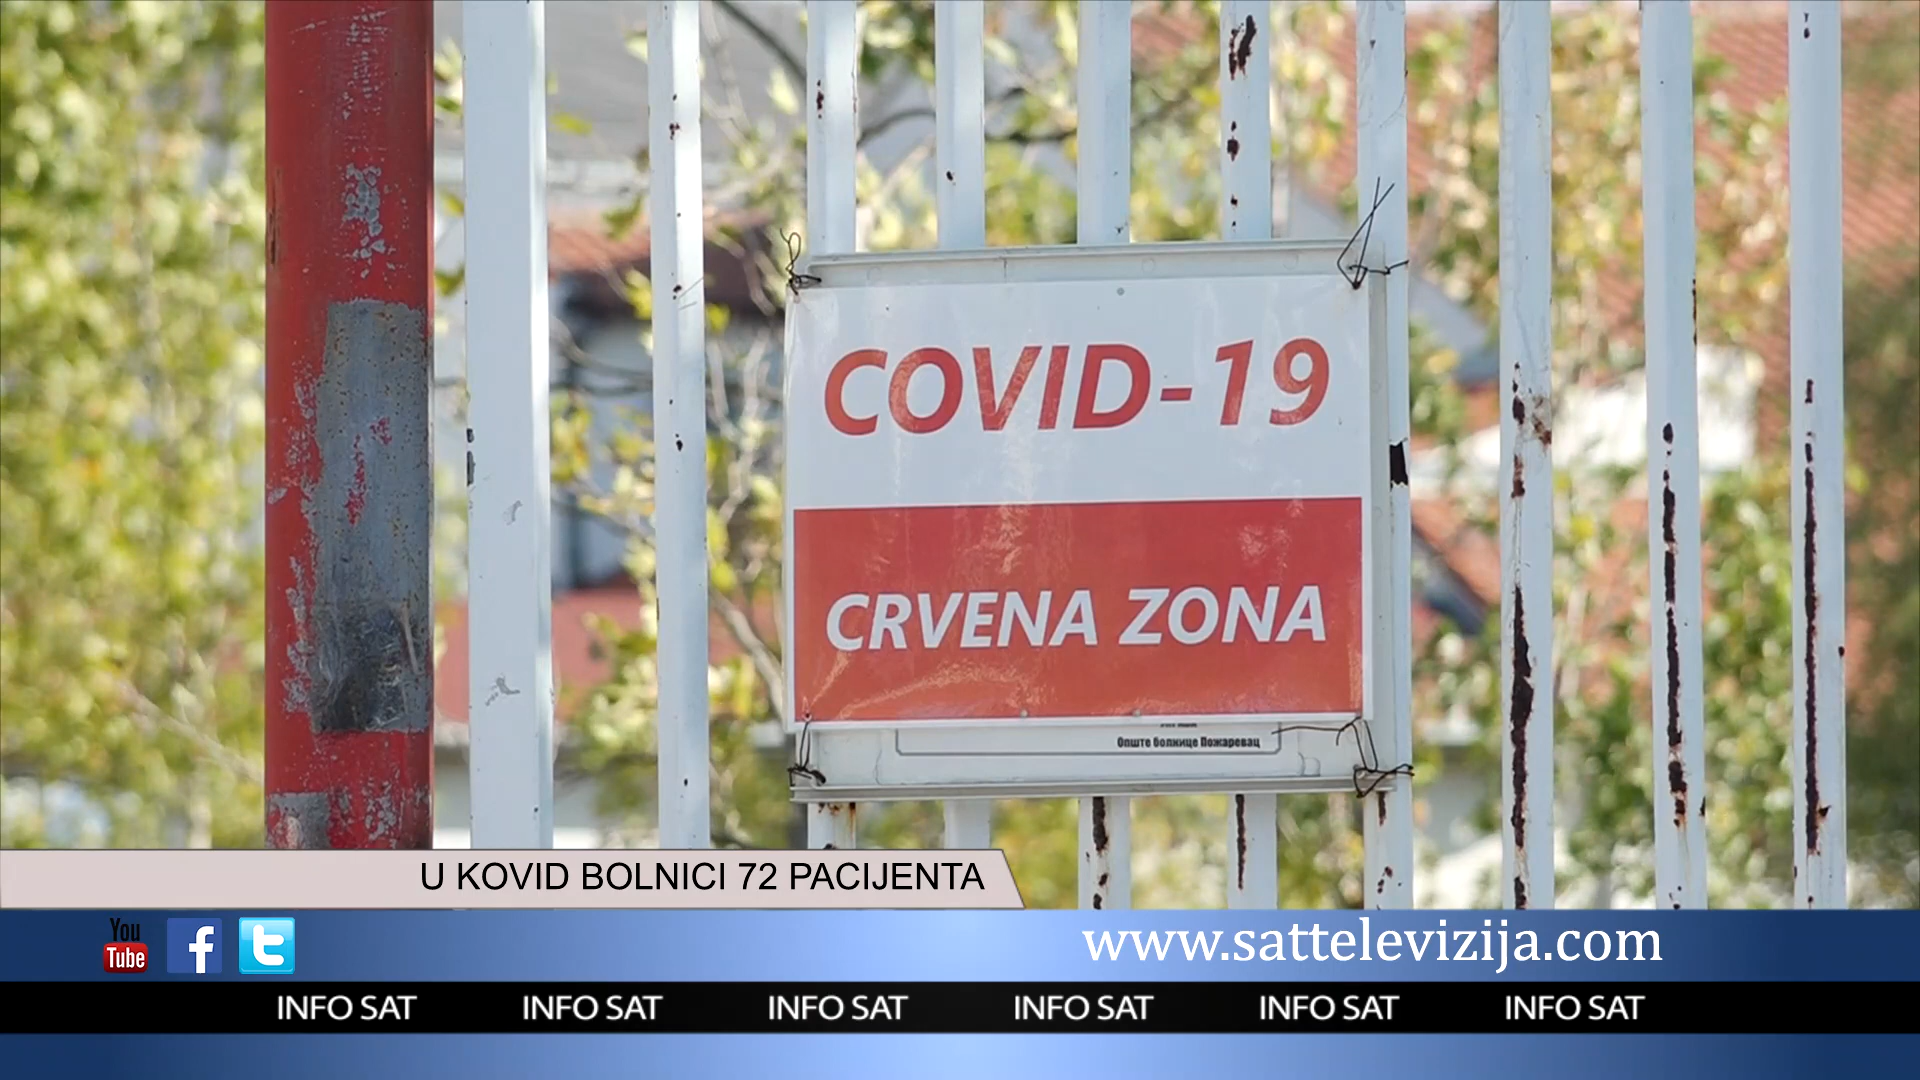 COVID-19
CRVENA ZONA
Опште болнице Пожаревац
U KOVID BOLNICI 72 PACIJENTA
You
Tube
www.sattelevizija.com
INFO SAT INFO SAT INFO SAT INFO SAT INFO SAT INFO SAT